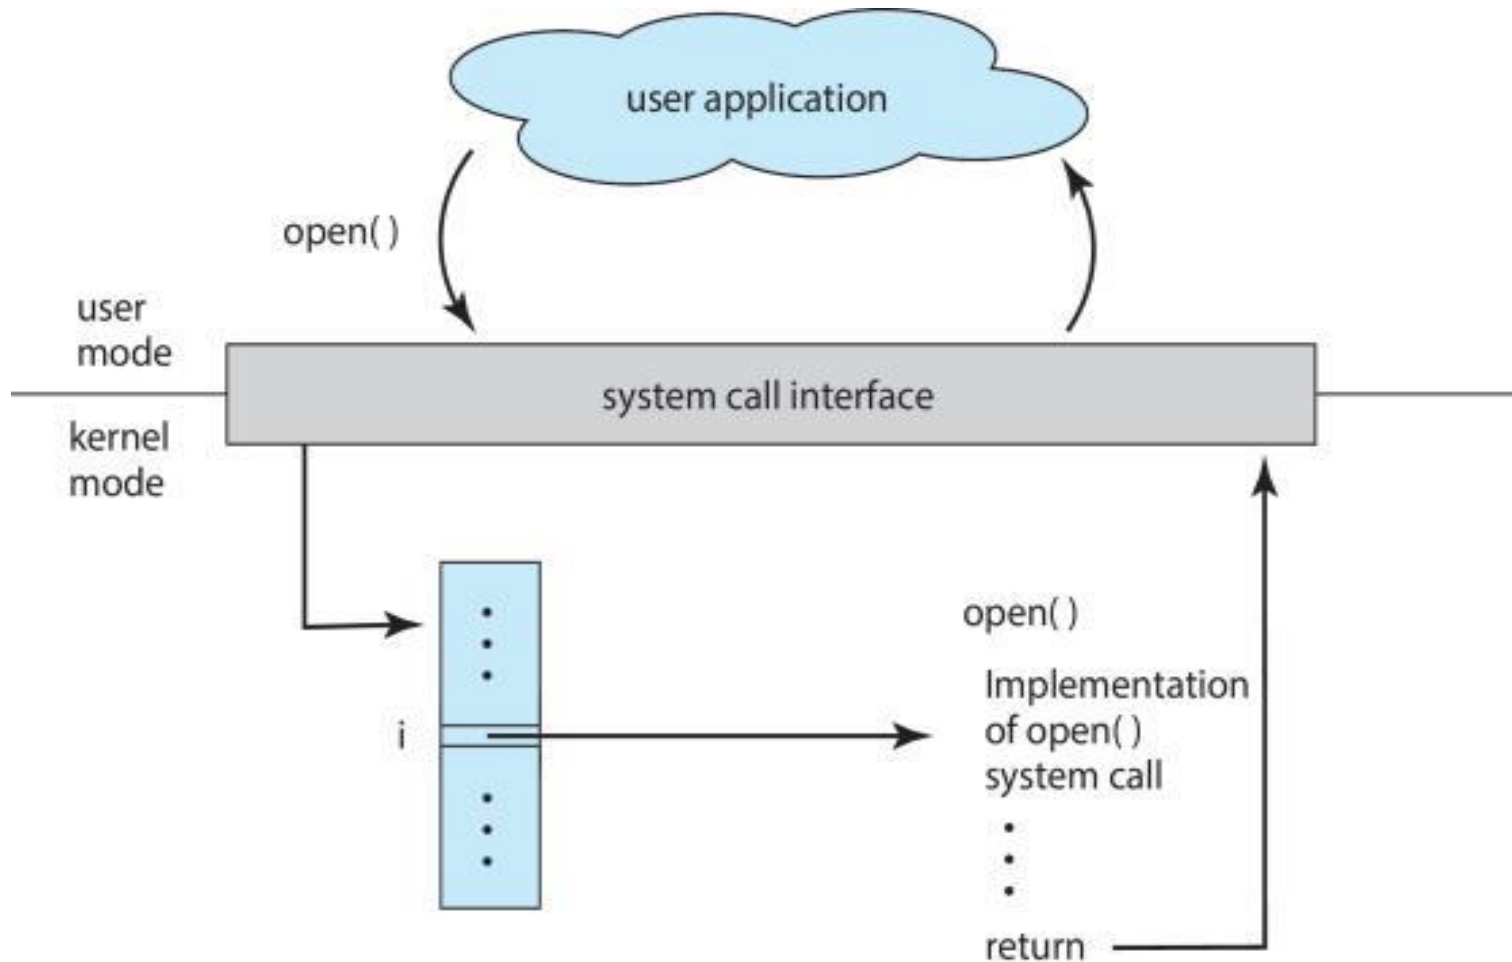 user application
open( )
user
mode
system call interface
kernel
mode
open( )
Implementation
of open( )
system call
i
return